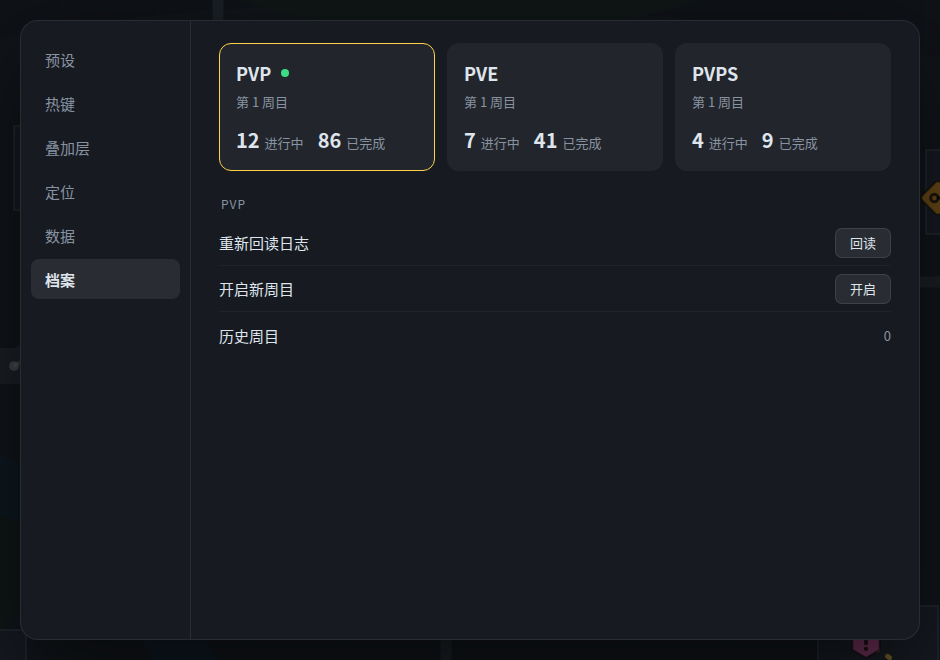 预设
热键
叠加层
定位
数据
档案
PVP
第 1 周目
12 进行中 86 已完成
PVE
第 1 周目
7 进行中 41 已完成
PVPS
第 1 周目
4 进行中 9 已完成
PVP
重新回读日志 回读
开启新周目 开启
历史周目 0